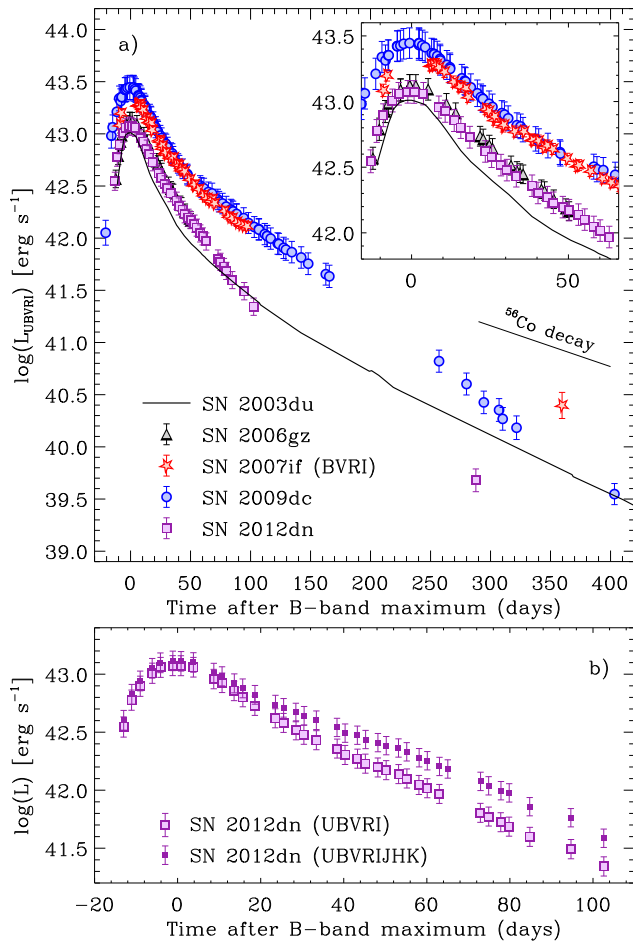 a)
44.0
43.5
43.0
42.5
42.0
41.5
41.0
40.5
40.0
39.5
39.0
log(L_UBVRI) [erg s⁻¹]
43.5
43.0
42.5
42.0
0 50
⁵⁶Co decay
SN 2003du
SN 2006gz
SN 2007if (BVRI)
SN 2009dc
SN 2012dn
0 50 100 150 200 250 300 350 400
Time after B-band maximum (days)
b)
43.0
42.5
42.0
41.5
log(L) [erg s⁻¹]
SN 2012dn (UBVRI)
SN 2012dn (UBVRIJHK)
-20 0 20 40 60 80 100
Time after B-band maximum (days)